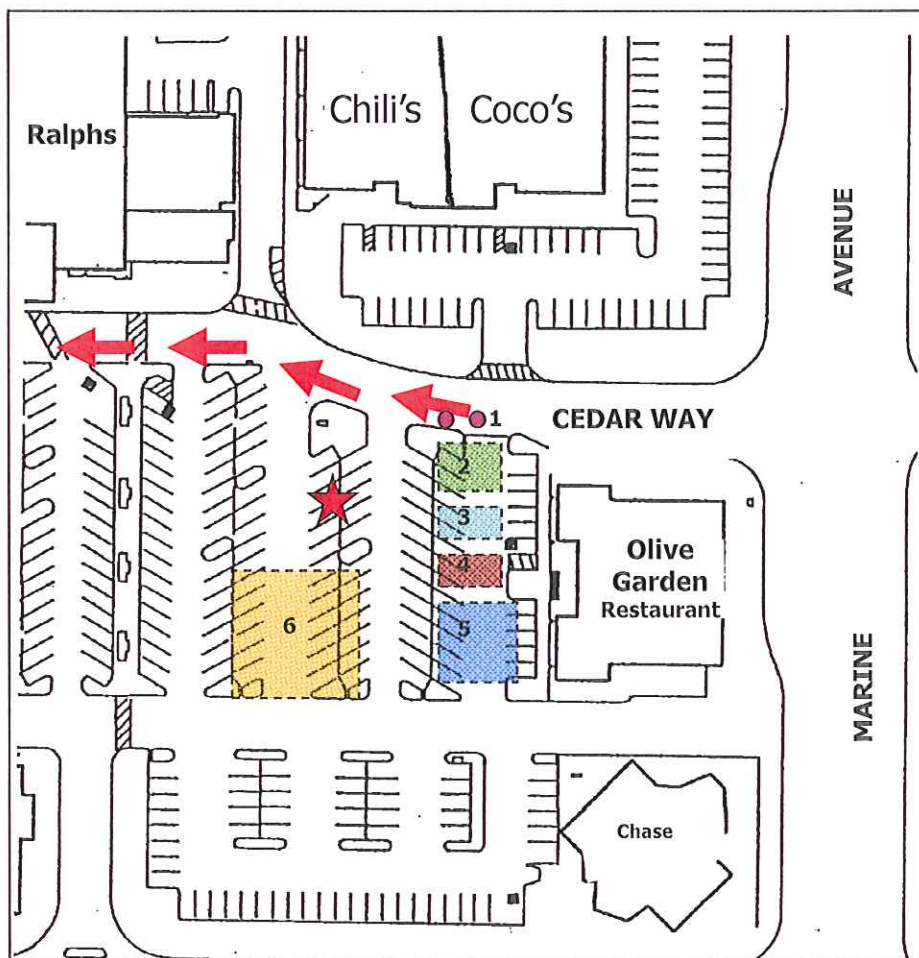 Ralphs
Chili's
Coco's
AVENUE
1
CEDAR WAY
2
3
4
5
6
Olive
Garden
Restaurant
MARINE
Chase